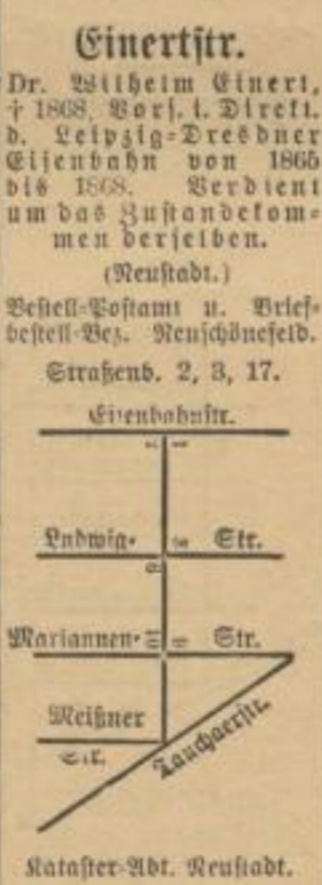 Einertstr.
Dr. Wilhelm Einert,
† 1868, Vors. i. Direkt.
d. Leipzig-Dresdner
Eisenbahn von 1865
bis 1868. Verdient
um das Zustandekom-
men derselben.
(Neustadt.)
Bestell-Postamt u. Brief-
bestell-Bez. Neuschönefeld.
Straßenb. 2, 3, 17.
Eisenbahnstr.
Ludwig- Str.
Mariannen- Str.
Meißner
Str.
Tauchaerstr.
Kataster-Abt. Neustadt.